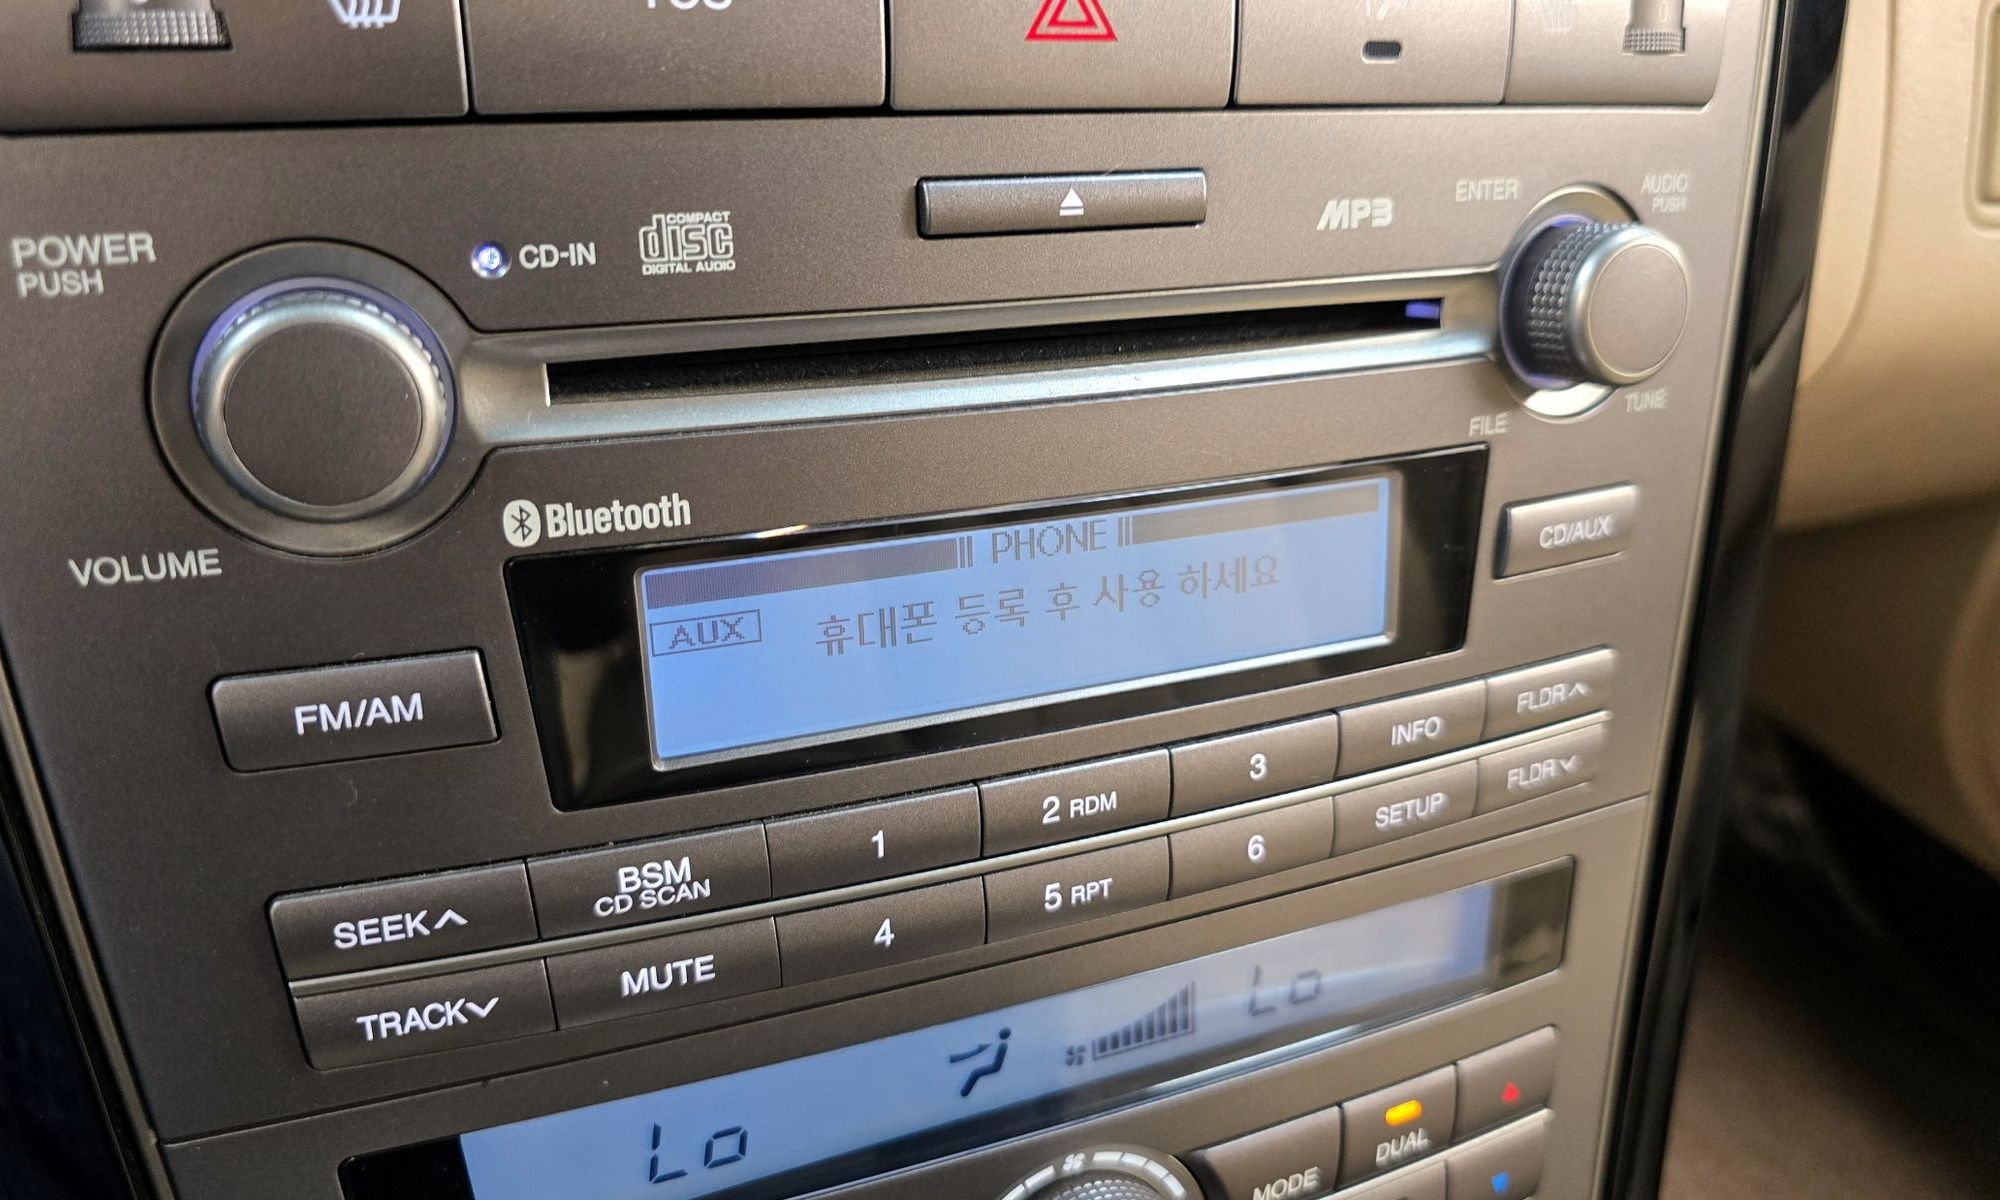 ENTER
AUDIO
PUSH
POWER
PUSH
CD-IN
COMPACT
disc
DIGITAL AUDIO
MP3
FILE
TUNE
VOLUME
Bluetooth
PHONE
AUX
휴대폰 등록 후 사용 하세요
CD/AUX
FM/AM
SEEK
BSM
CD SCAN
1
2 RDM
3
INFO
FLDR
TRACK
MUTE
4
5 RPT
6
SETUP
FLDR
Lo
Lo
MODE
DUAL